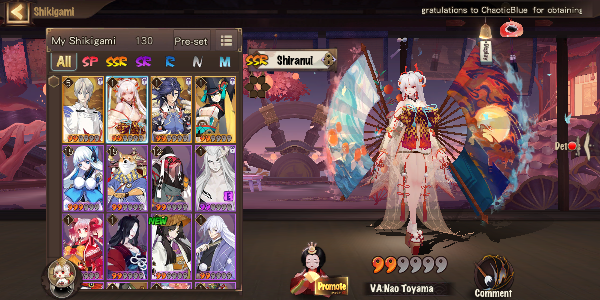 Shikigami
gratulations to ChaoticBlue for obtaining
My Shikigami 130 Pre-set
All SP SSR SR R N M
SSR Shiranui
Display
NEW
Promote
VA:Nao Toyama
Comment